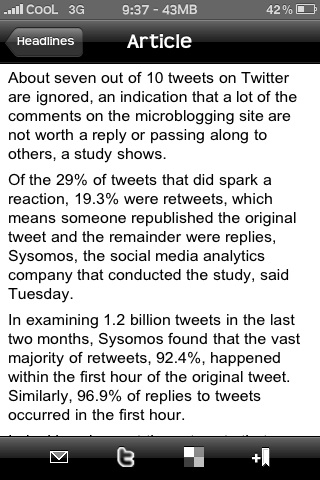 CooL 3G 9:37 - 43MB 42%
Headlines Article
About seven out of 10 tweets on Twitter
are ignored, an indication that a lot of the
comments on the microblogging site are
not worth a reply or passing along to
others, a study shows.
Of the 29% of tweets that did spark a
reaction, 19.3% were retweets, which
means someone republished the original
tweet and the remainder were replies,
Sysomos, the social media analytics
company that conducted the study, said
Tuesday.
In examining 1.2 billion tweets in the last
two months, Sysomos found that the vast
majority of retweets, 92.4%, happened
within the first hour of the original tweet.
Similarly, 96.9% of replies to tweets
occurred in the first hour.